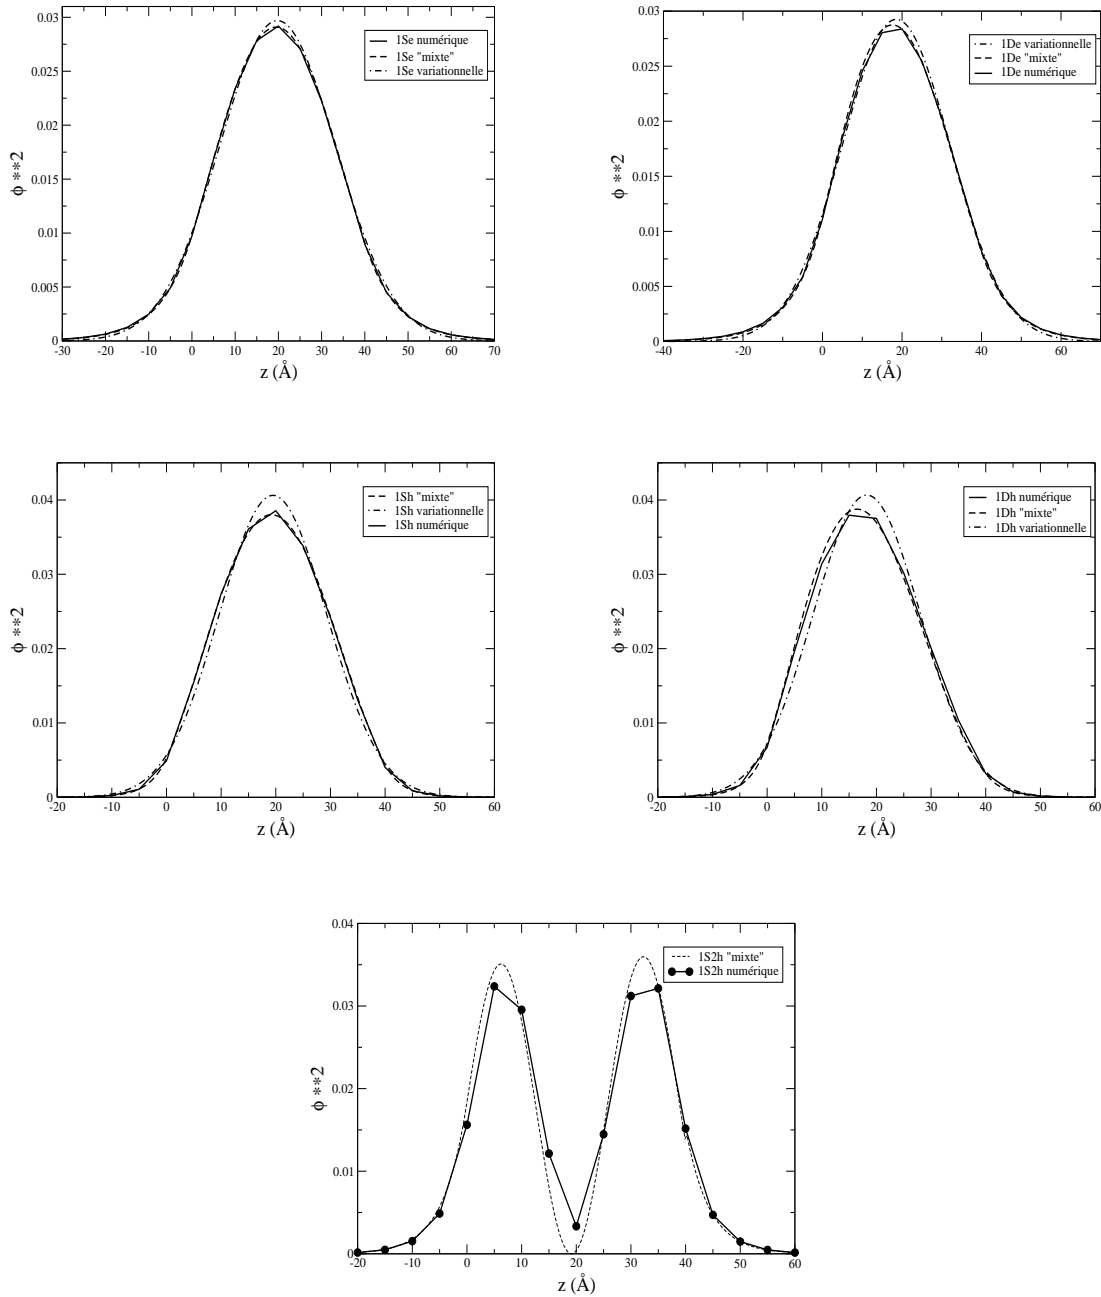 0.03
0.025
0.02
0.015
0.01
0.005
0
-30 -20 -10 0 10 20 30 40 50 60 70
z (Å)
ϕ **2
1Se numérique
1Se "mixte"
1Se variationnelle
0.03
0.025
0.02
0.015
0.01
0.005
0
-40 -20 0 20 40 60
z (Å)
ϕ **2
1De variationnelle
1De "mixte"
1De numérique
0.04
0.03
0.02
0.01
0
-20 -10 0 10 20 30 40 50 60
z (Å)
ϕ **2
1Sh "mixte"
1Sh variationnelle
1Sh numérique
0.04
0.03
0.02
0.01
0
-20 -10 0 10 20 30 40 50 60
z (Å)
ϕ **2
1Dh numérique
1Dh "mixte"
1Dh variationnelle
0.04
0.03
0.02
0.01
0
-20 -10 0 10 20 30 40 50 60
z (Å)
ϕ **2
1S2h "mixte"
1S2h numérique